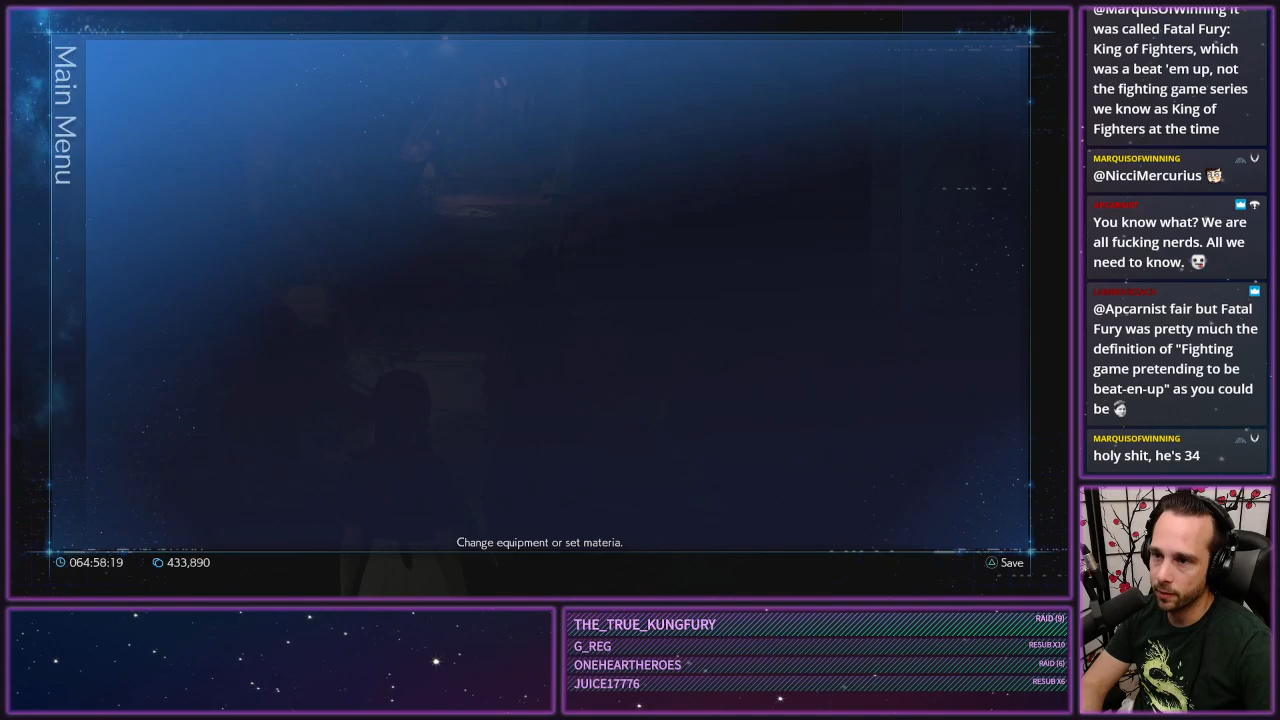 Main Menu
Change equipment or set materia.
064:58:19
433,890
Save
@MarquisOfWinning it
was called Fatal Fury:
King of Fighters, which
was a beat 'em up, not
the fighting game series
we know as King of
Fighters at the time
MARQUISOFWINNING
@NicciMercurius
You know what? We are
all fucking nerds. All we
need to know.
@Apcarnist fair but Fatal
Fury was pretty much the
definition of "Fighting
game pretending to be
beat-en-up" as you could
be
MARQUISOFWINNING
holy shit, he's 34
THE_TRUE_KUNGFURY RAID (9)
G_REG RESUB X10
ONEHEARTHEROES RAID (6)
JUICE17776 RESUB X6